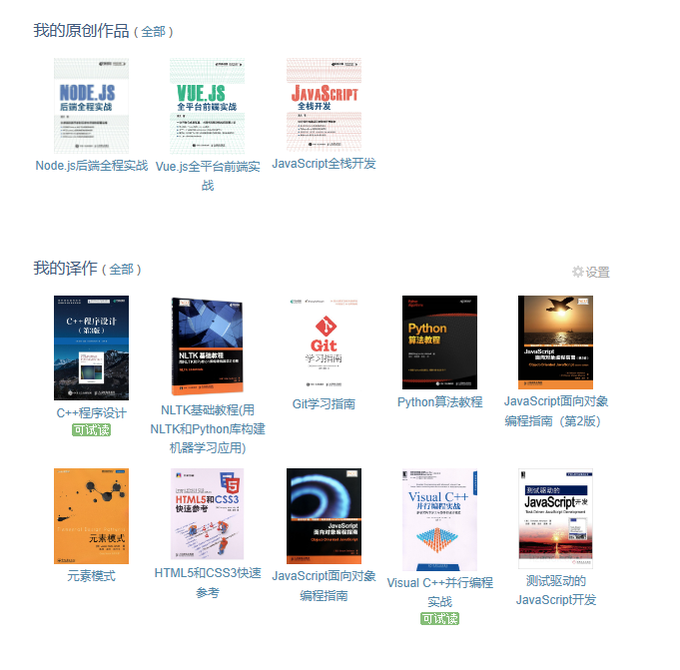 我的原创作品（全部）
NODE.JS
后端全程实战
VUE.JS
全平台前端实战
JAVASCRIPT
全栈开发
Node.js后端全程实战
Vue.js全平台前端实
战
JavaScript全栈开发
我的译作（全部）
设置
C++程序设计
（第3版）
NLTK基础教程
Git
学习指南
Python
算法教程
JavaScript
面向对象编程指南
C++程序设计
可试读
NLTK基础教程(用
NLTK和Python库构建
机器学习应用)
Git学习指南
Python算法教程
JavaScript面向对象
编程指南（第2版）
元素模式
HTML5和CSS3
快速参考
JavaScript
面向对象编程指南
Visual C++
并行编程实战
测试驱动的
JavaScript开发
元素模式
HTML5和CSS3快速
参考
JavaScript面向对象
编程指南
Visual C++并行编程
实战
可试读
测试驱动的
JavaScript开发